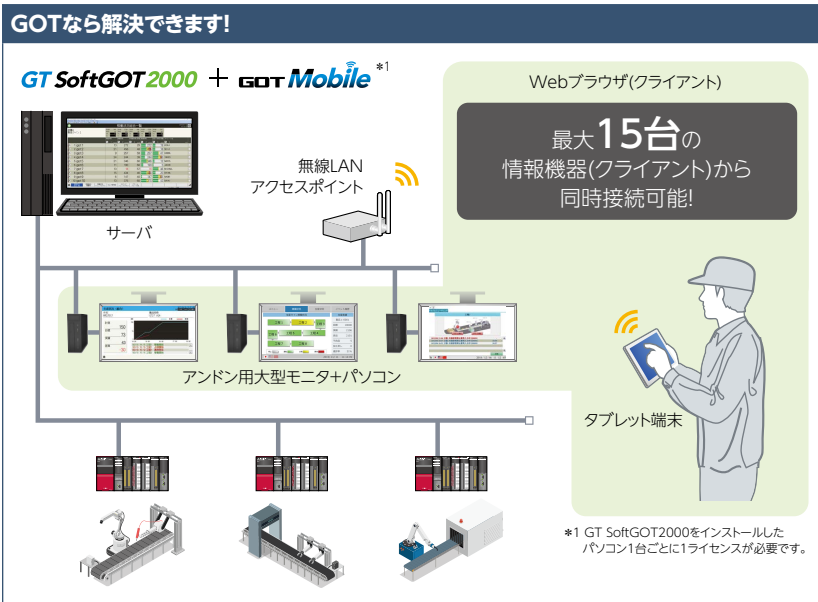 GOTなら解決できます!
GT SoftGOT2000 + GOT Mobile *1
Webブラウザ(クライアント)
最大15台の
情報機器(クライアント)から
同時接続可能!
無線LAN
アクセスポイント
サーバ
アンドン用大型モニタ+パソコン
タブレット端末
*1 GT SoftGOT2000をインストールした
パソコン1台ごとに1ライセンスが必要です。